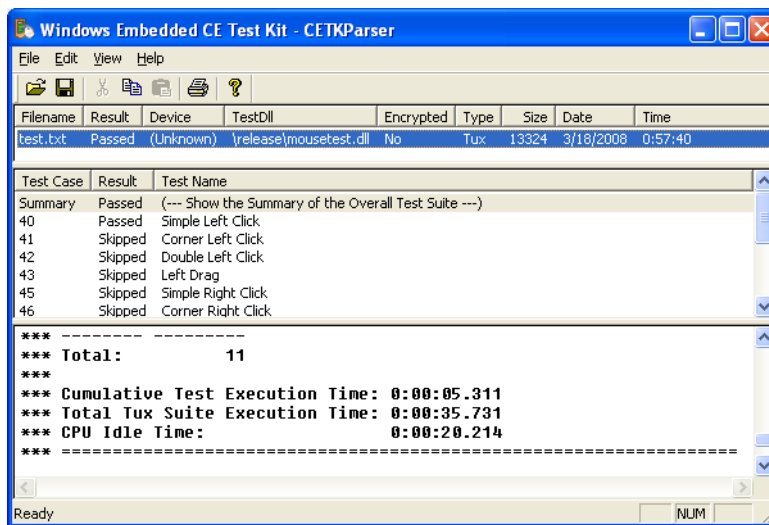 Windows Embedded CE Test Kit - CETKParser
File Edit View Help
Filename Result Device TestDll Encrypted Type Size Date Time
test.txt Passed (Unknown) \release\mousetest.dll No Tux 13324 3/18/2008 0:57:40
Test Case Result Test Name
Summary Passed (--- Show the Summary of the Overall Test Suite ---)
40 Passed Simple Left Click
41 Skipped Corner Left Click
42 Skipped Double Left Click
43 Skipped Left Drag
45 Skipped Simple Right Click
46 Skipped Corner Right Click
*** -------- ---------
*** Total: 11
***
*** Cumulative Test Execution Time: 0:00:05.311
*** Total Tux Suite Execution Time: 0:00:35.731
*** CPU Idle Time: 0:00:20.214
*** ==================================================================
Ready NUM